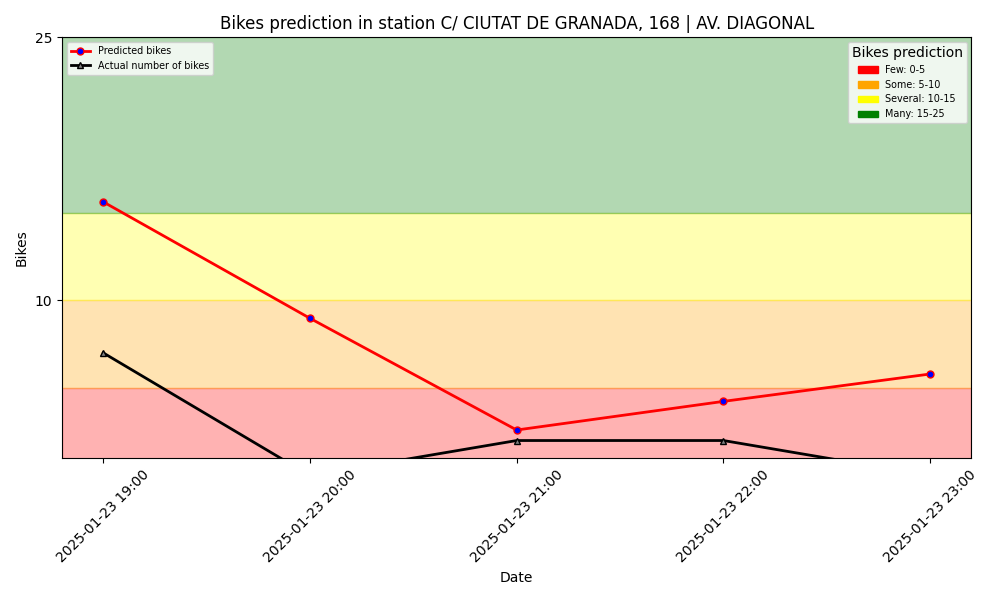 Bikes prediction in station C/ CIUTAT DE GRANADA, 168 | AV. DIAGONAL
25
Predicted bikes
Actual number of bikes
Bikes prediction
Few: 0-5
Some: 5-10
Several: 10-15
Many: 15-25
Bikes
10
2025-01-23 19:00
2025-01-23 20:00
2025-01-23 21:00
2025-01-23 22:00
2025-01-23 23:00
Date